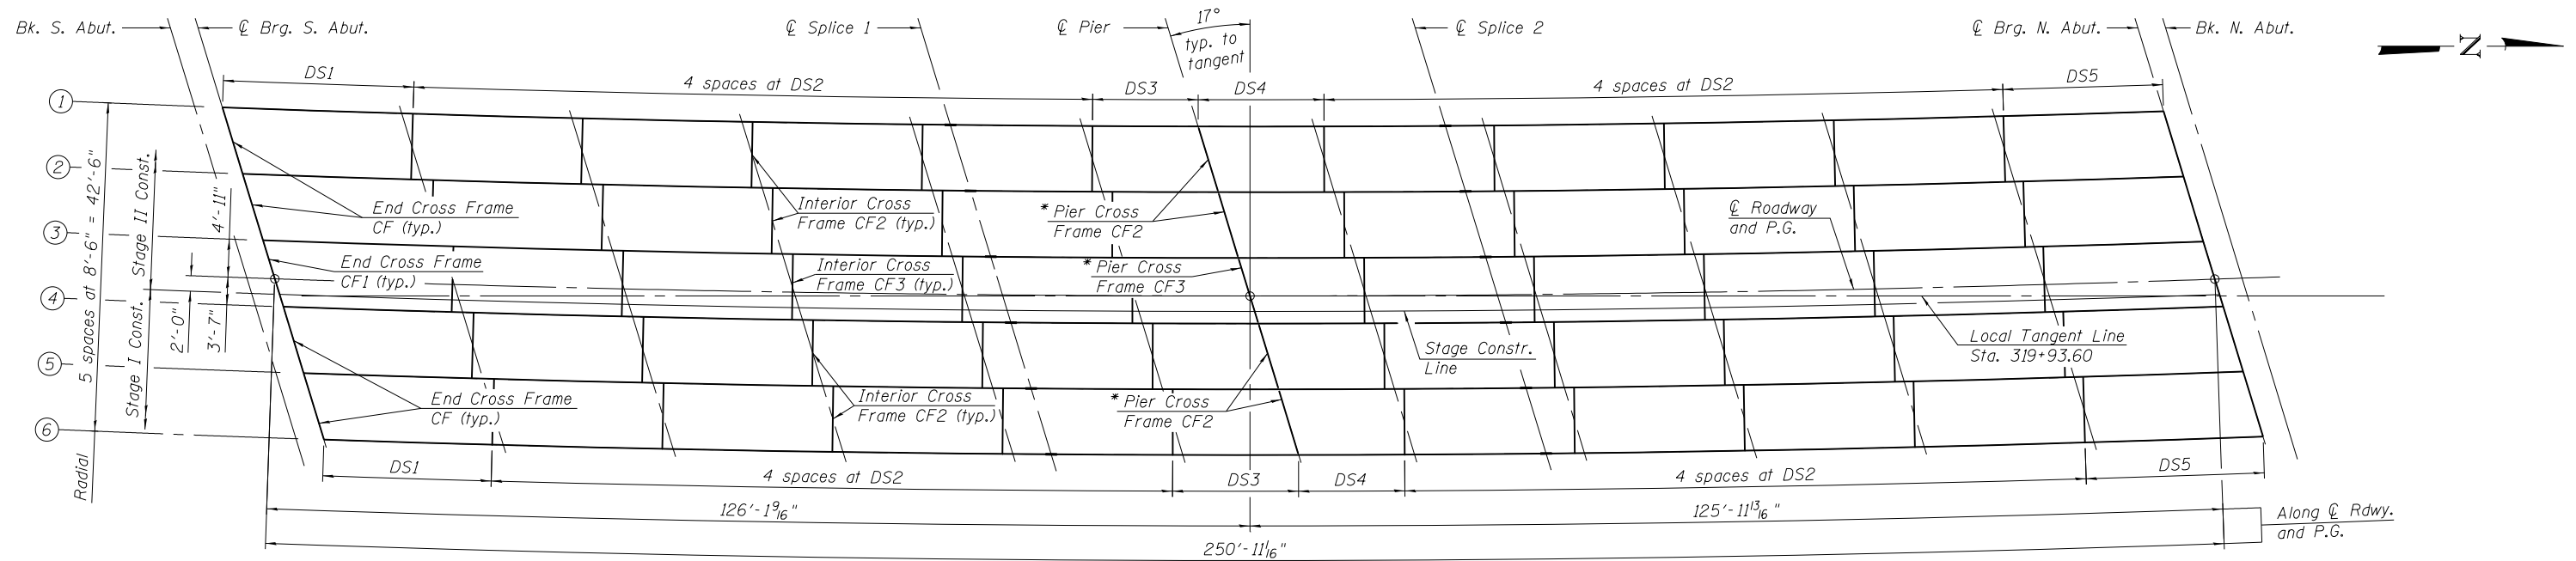 Bk. S. Abut.
℄ Brg. S. Abut.
℄ Splice 1
℄ Pier
17°
typ. to
tangent
℄ Splice 2
℄ Brg. N. Abut.
Bk. N. Abut.
N
DS1
4 spaces at DS2
DS3
DS4
4 spaces at DS2
DS5
1
2
3
4
5
6
5 spaces at 8'-6" = 42'-6"
Radial
Stage II Const.
Stage I Const.
4'-11"
2'-0"
3'-7"
End Cross Frame
CF (typ.)
Interior Cross
Frame CF2 (typ.)
* Pier Cross
Frame CF2
℄ Roadway
and P.G.
End Cross Frame
CF1 (typ.)
Interior Cross
Frame CF3 (typ.)
* Pier Cross
Frame CF3
Stage Constr.
Line
Local Tangent Line
Sta. 319+93.60
End Cross Frame
CF (typ.)
Interior Cross
Frame CF2 (typ.)
* Pier Cross
Frame CF2
DS1
4 spaces at DS2
DS3
DS4
4 spaces at DS2
DS5
126'-1 9/16"
125'-11 13/16"
250'-11 1/16"
Along ℄ Rdwy.
and P.G.